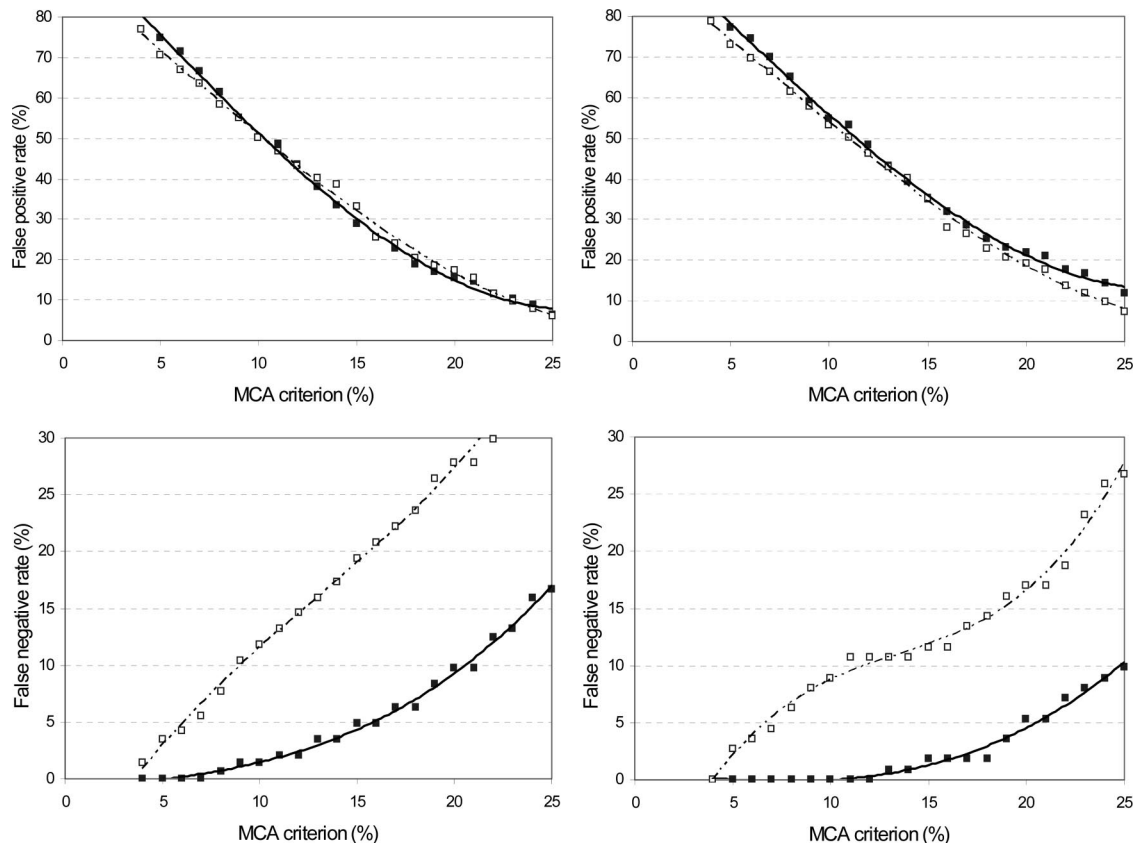 80
70
60
50
40
30
20
10
0
False positive rate (%)
0 5 10 15 20 25
MCA criterion (%)
80
70
60
50
40
30
20
10
0
False positive rate (%)
0 5 10 15 20 25
MCA criterion (%)
30
25
20
15
10
5
0
False negative rate (%)
0 5 10 15 20 25
MCA criterion (%)
30
25
20
15
10
5
0
False negative rate (%)
0 5 10 15 20 25
MCA criterion (%)